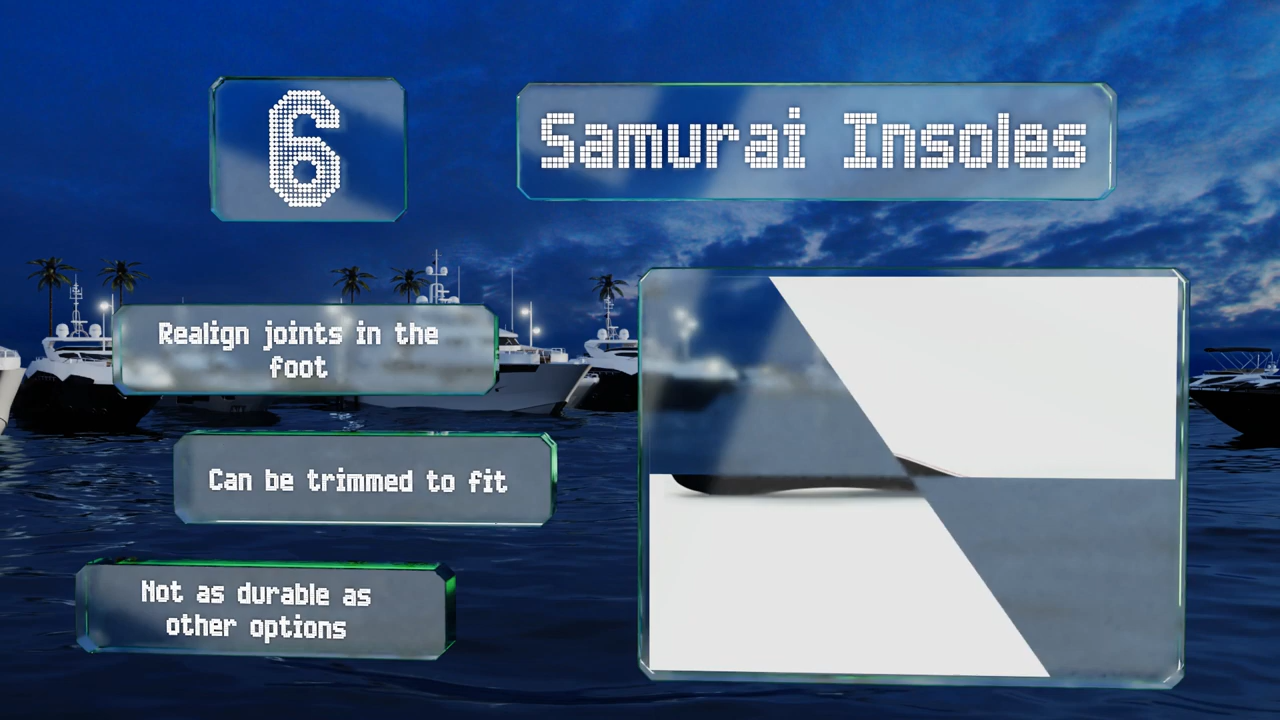 6
Samurai Insoles
Realign joints in the
foot
Can be trimmed to fit
Not as durable as
other options